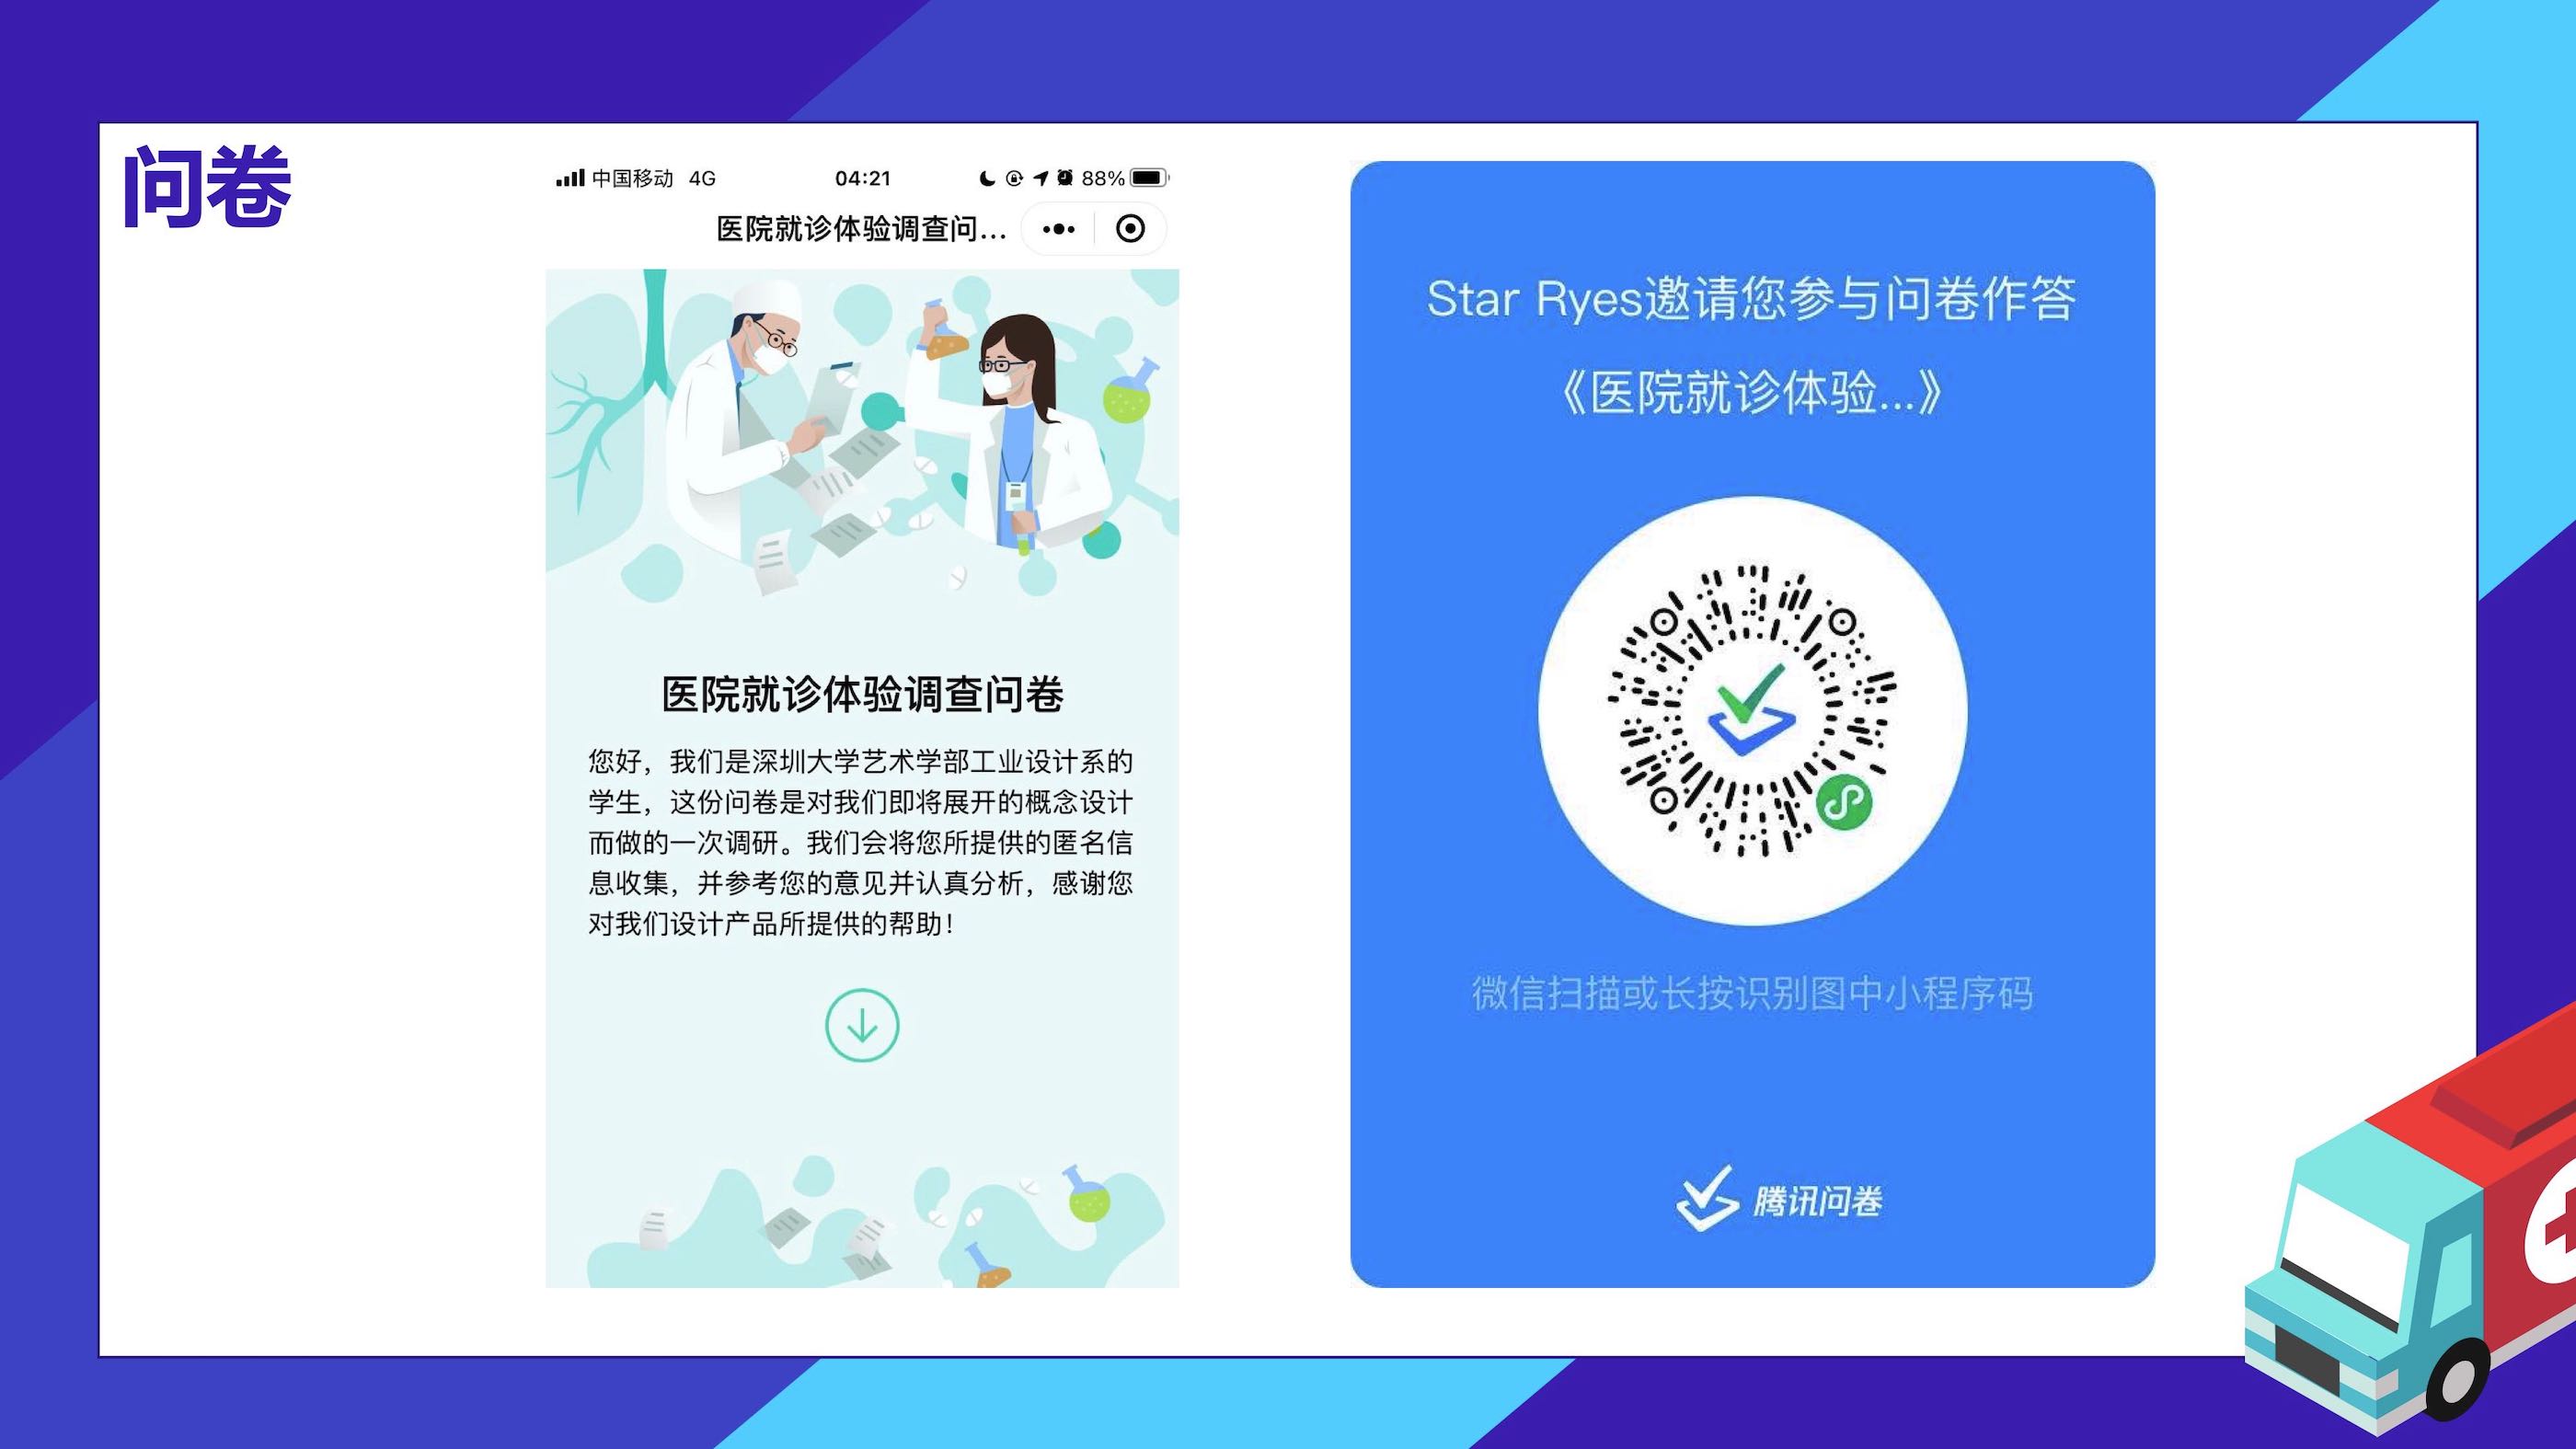 问卷
中国移动 4G 04:21 88%
医院就诊体验调查问...
医院就诊体验调查问卷
您好，我们是深圳大学艺术学部工业设计系的
学生，这份问卷是对我们即将展开的概念设计
而做的一次调研。我们会将您所提供的匿名信
息收集，并参考您的意见并认真分析，感谢您
对我们设计产品所提供的帮助！
Star Ryes邀请您参与问卷作答
《医院就诊体验...》
微信扫描或长按识别图中小程序码
腾讯问卷